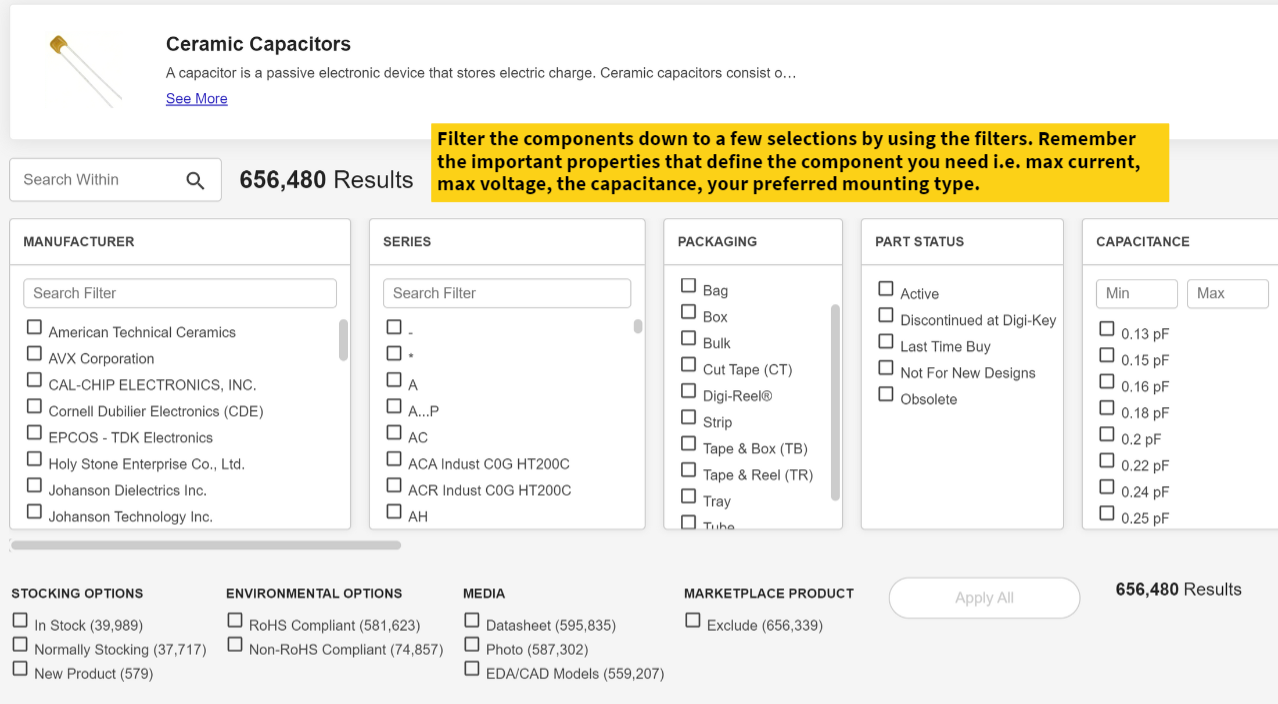 Ceramic Capacitors
A capacitor is a passive electronic device that stores electric charge. Ceramic capacitors consist o…
See More
Filter the components down to a few selections by using the filters. Remember
the important properties that define the component you need i.e. max current,
max voltage, the capacitance, your preferred mounting type.
Search Within
656,480 Results
MANUFACTURER
Search Filter
American Technical Ceramics
AVX Corporation
CAL-CHIP ELECTRONICS, INC.
Cornell Dubilier Electronics (CDE)
EPCOS - TDK Electronics
Holy Stone Enterprise Co., Ltd.
Johanson Dielectrics Inc.
Johanson Technology Inc.
SERIES
Search Filter
-
*
A
A...P
AC
ACA Indust C0G HT200C
ACR Indust C0G HT200C
AH
PACKAGING
Bag
Box
Bulk
Cut Tape (CT)
Digi-Reel®
Strip
Tape & Box (TB)
Tape & Reel (TR)
Tray
Tube
PART STATUS
Active
Discontinued at Digi-Key
Last Time Buy
Not For New Designs
Obsolete
CAPACITANCE
Min Max
0.13 pF
0.15 pF
0.16 pF
0.18 pF
0.2 pF
0.22 pF
0.24 pF
0.25 pF
STOCKING OPTIONS
In Stock (39,989)
Normally Stocking (37,717)
New Product (579)
ENVIRONMENTAL OPTIONS
RoHS Compliant (581,623)
Non-RoHS Compliant (74,857)
MEDIA
Datasheet (595,835)
Photo (587,302)
EDA/CAD Models (559,207)
MARKETPLACE PRODUCT
Exclude (656,339)
Apply All
656,480 Results